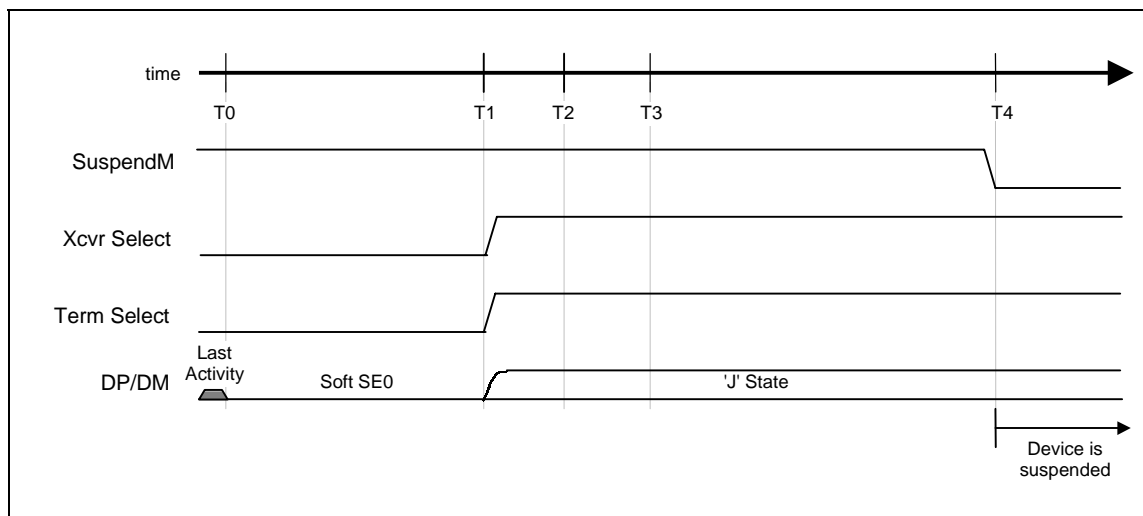 time
T0
T1
T2
T3
T4
SuspendM
Xcvr Select
Term Select
Last
Activity
DP/DM
Soft SE0
'J' State
Device is
suspended